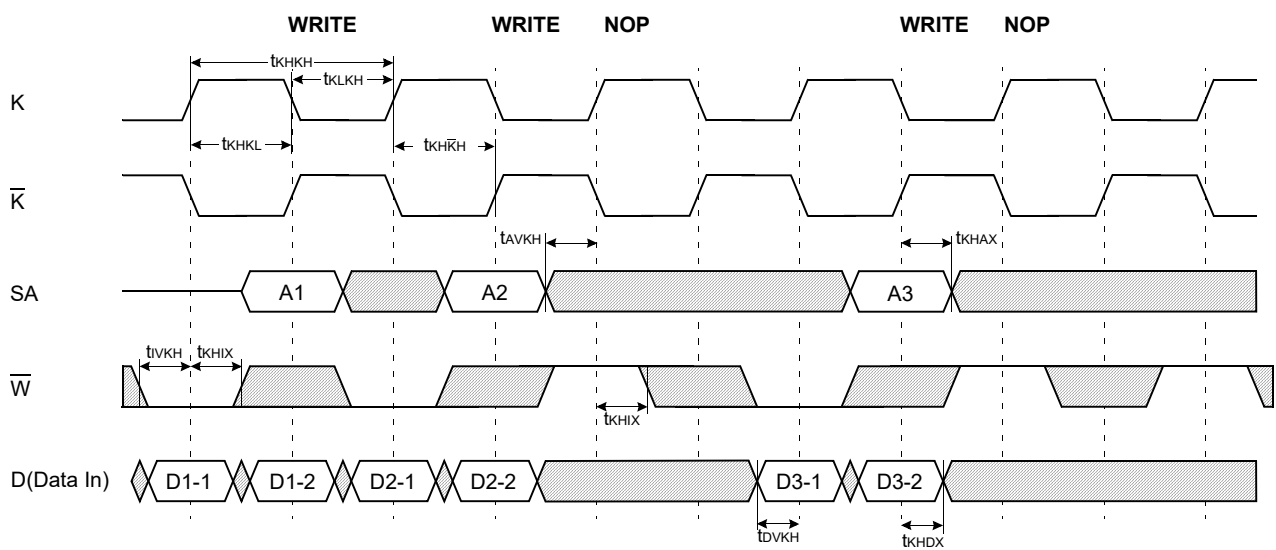 WRITE WRITE NOP WRITE NOP
tKHKH
tKLKH
K
tKHKL tKHK̅H
K̅
tAVKH tKHAX
SA A1 A2 A3
tIVKH tKHIX
W̅
tKHIX
D(Data In) D1-1 D1-2 D2-1 D2-2 D3-1 D3-2
tDVKH tKHDX